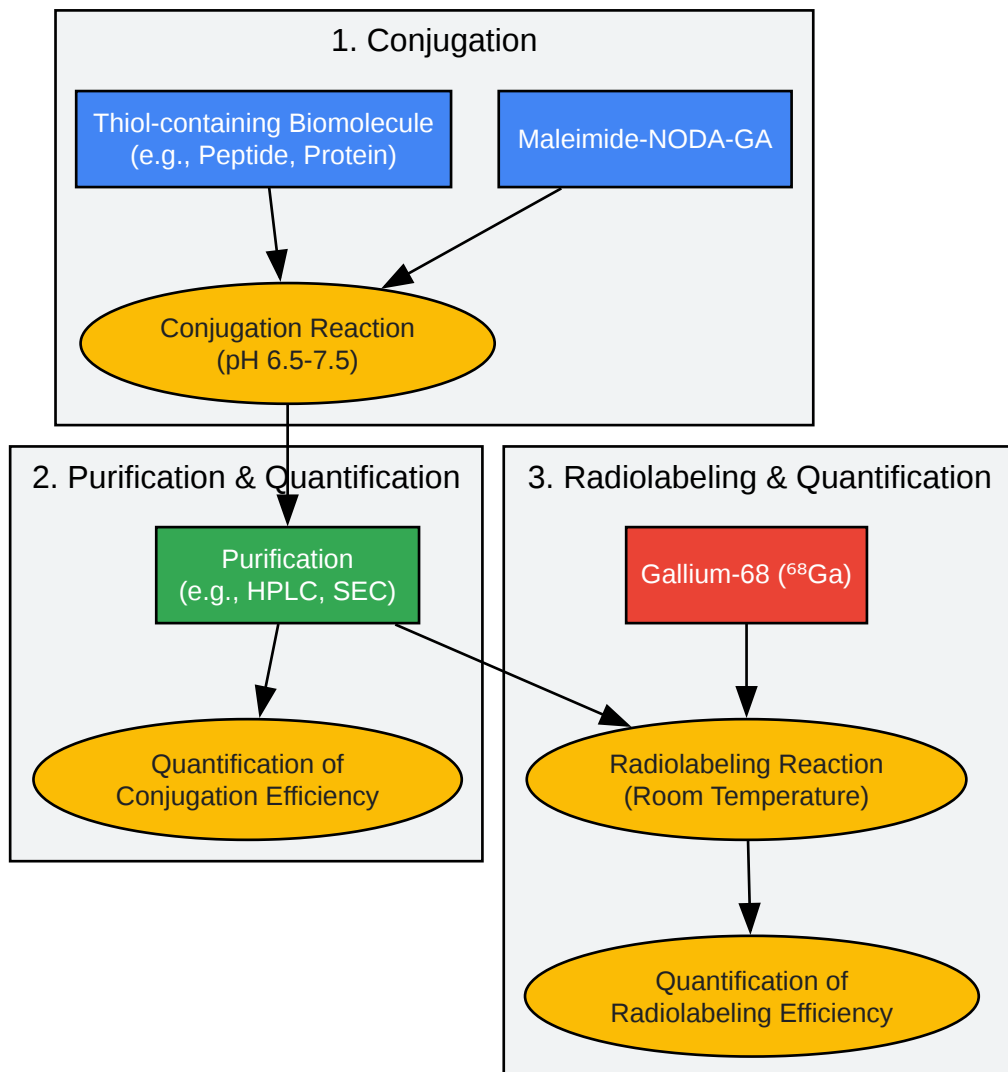 1. Conjugation
Thiol-containing Biomolecule
(e.g., Peptide, Protein)
Maleimide-NODA-GA
Conjugation Reaction
(pH 6.5-7.5)
2. Purification & Quantification
Purification
(e.g., HPLC, SEC)
Quantification of
Conjugation Efficiency
3. Radiolabeling & Quantification
Gallium-68 (⁶⁸Ga)
Radiolabeling Reaction
(Room Temperature)
Quantification of
Radiolabeling Efficiency